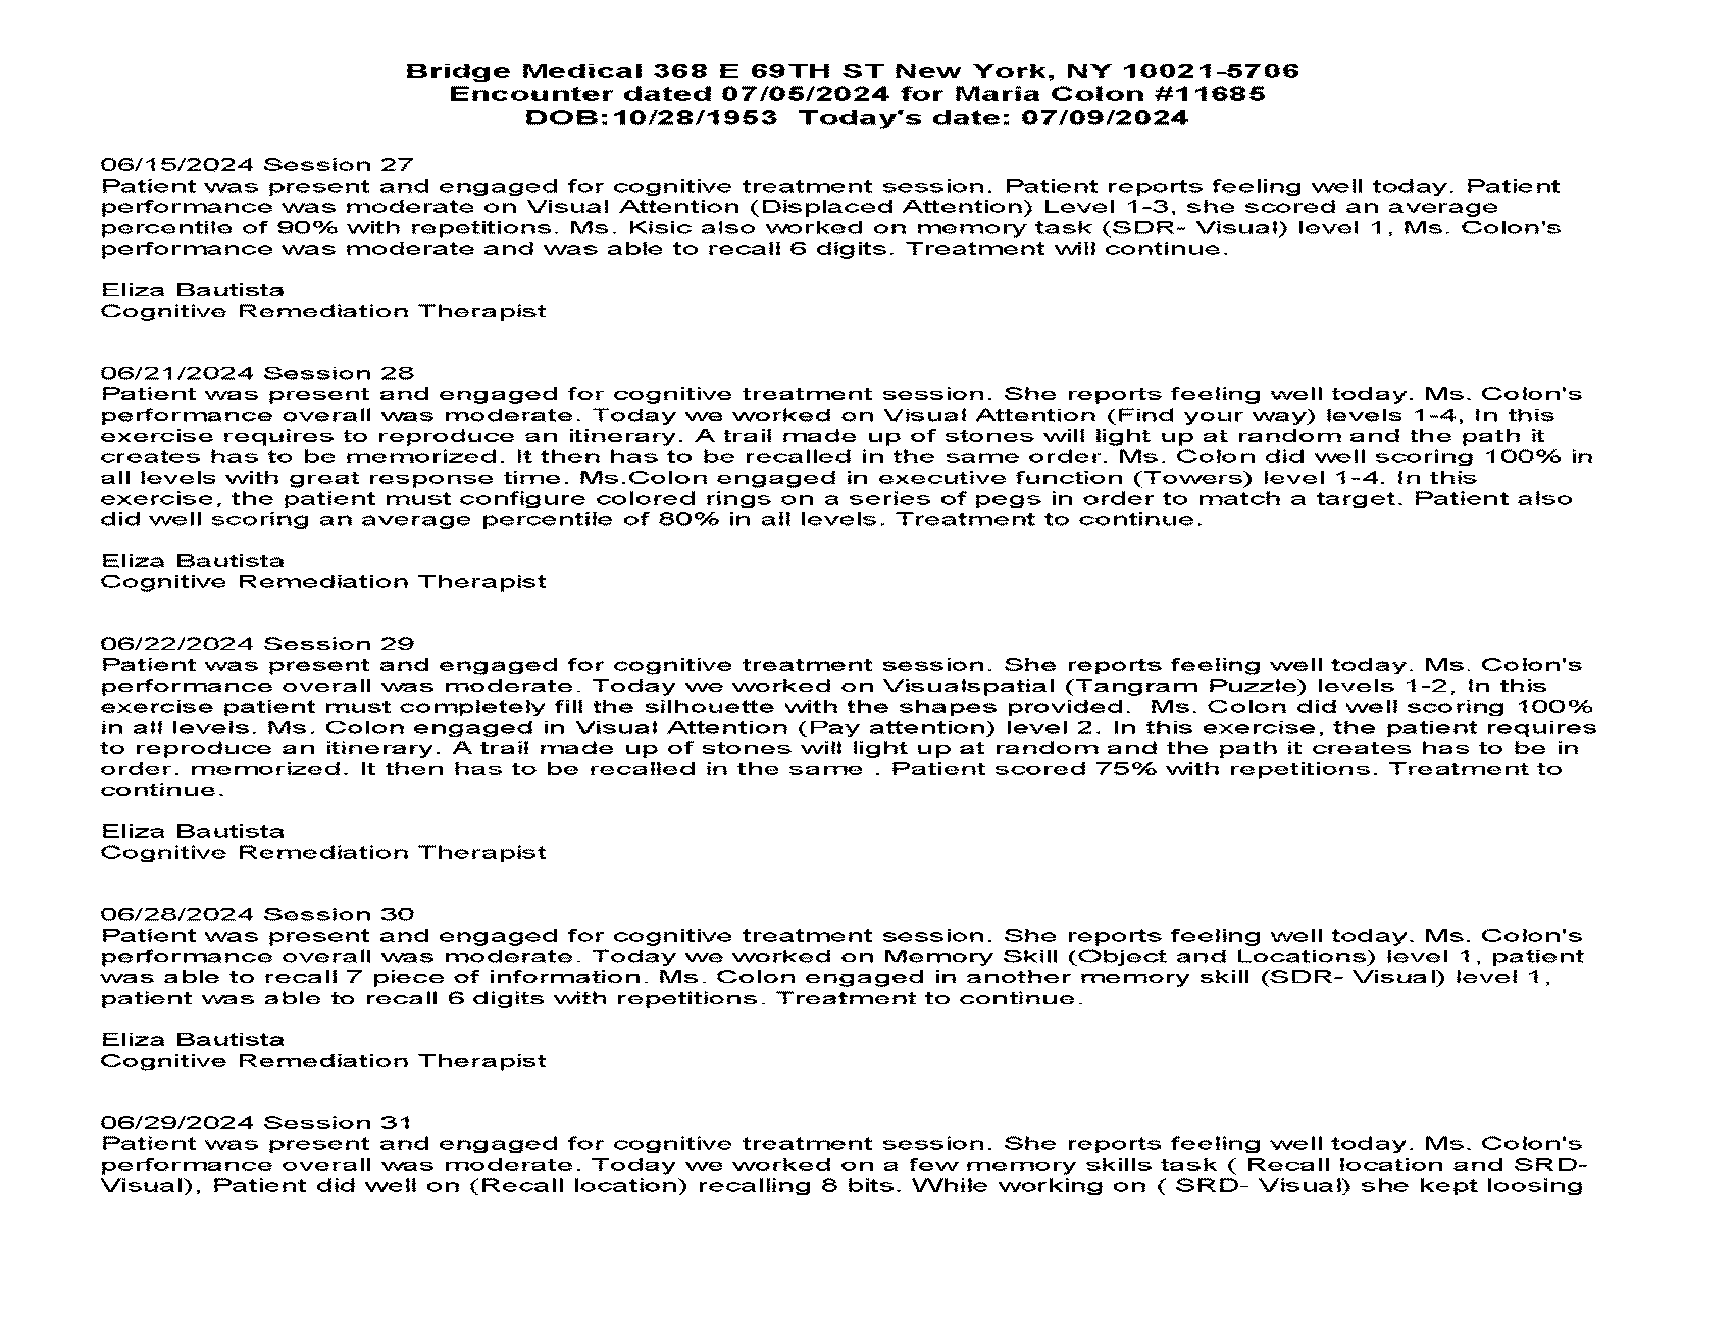 Bridge Medical 368 E 69TH ST New York, NY 10021-5706
Encounter dated 07/05/2024 for Maria Colon #11685
DOB:10/28/1953 Today's date: 07/09/2024
06/15/2024 Session 27
Patient was present and engaged for cognitive treatment session. Patient reports feeling well today. Patient
performance was moderate on Visual Attention (Displaced Attention) Level 1-3, she scored an average
percentile of 90% with repetitions. Ms. Kisic also worked on memory task (SDR- Visual) level 1, Ms. Colon's
performance was moderate and was able to recall 6 digits. Treatment will continue.
Eliza Bautista
Cognitive Remediation Therapist
06/21/2024 Session 28
Patient was present and engaged for cognitive treatment session. She reports feeling well today. Ms. Colon's
performance overall was moderate. Today we worked on Visual Attention (Find your way) levels 1-4, In this
exercise requires to reproduce an itinerary. A trail made up of stones will light up at random and the path it
creates has to be memorized. It then has to be recalled in the same order. Ms. Colon did well scoring 100% in
all levels with great response time. Ms.Colon engaged in executive function (Towers) level 1-4. In this
exercise, the patient must configure colored rings on a series of pegs in order to match a target. Patient also
did well scoring an average percentile of 80% in all levels. Treatment to continue.
Eliza Bautista
Cognitive Remediation Therapist
06/22/2024 Session 29
Patient was present and engaged for cognitive treatment session. She reports feeling well today. Ms. Colon's
performance overall was moderate. Today we worked on Visualspatial (Tangram Puzzle) levels 1-2, In this
exercise patient must completely fill the silhouette with the shapes provided. Ms. Colon did well scoring 100%
in all levels. Ms. Colon engaged in Visual Attention (Pay attention) level 2. In this exercise, the patient requires
to reproduce an itinerary. A trail made up of stones will light up at random and the path it creates has to be in
order. memorized. It then has to be recalled in the same . Patient scored 75% with repetitions. Treatment to
continue.
Eliza Bautista
Cognitive Remediation Therapist
06/28/2024 Session 30
Patient was present and engaged for cognitive treatment session. She reports feeling well today. Ms. Colon's
performance overall was moderate. Today we worked on Memory Skill (Object and Locations) level 1, patient
was able to recall 7 piece of information. Ms. Colon engaged in another memory skill (SDR- Visual) level 1,
patient was able to recall 6 digits with repetitions. Treatment to continue.
Eliza Bautista
Cognitive Remediation Therapist
06/29/2024 Session 31
Patient was present and engaged for cognitive treatment session. She reports feeling well today. Ms. Colon's
performance overall was moderate. Today we worked on a few memory skills task ( Recall location and SRD-
Visual), Patient did well on (Recall location) recalling 8 bits. While working on ( SRD- Visual) she kept loosing